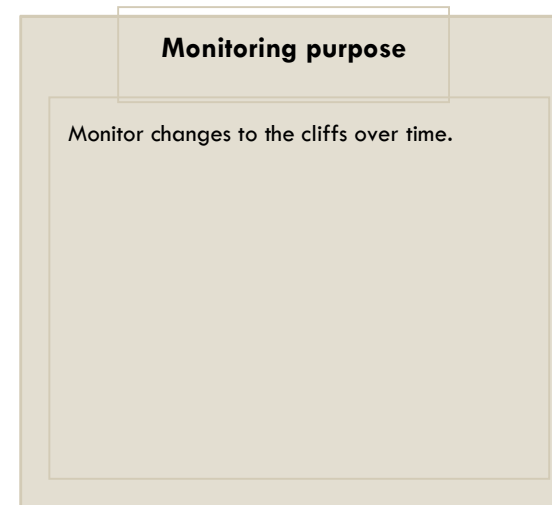 Monitoring purpose
Monitor changes to the cliffs over time.